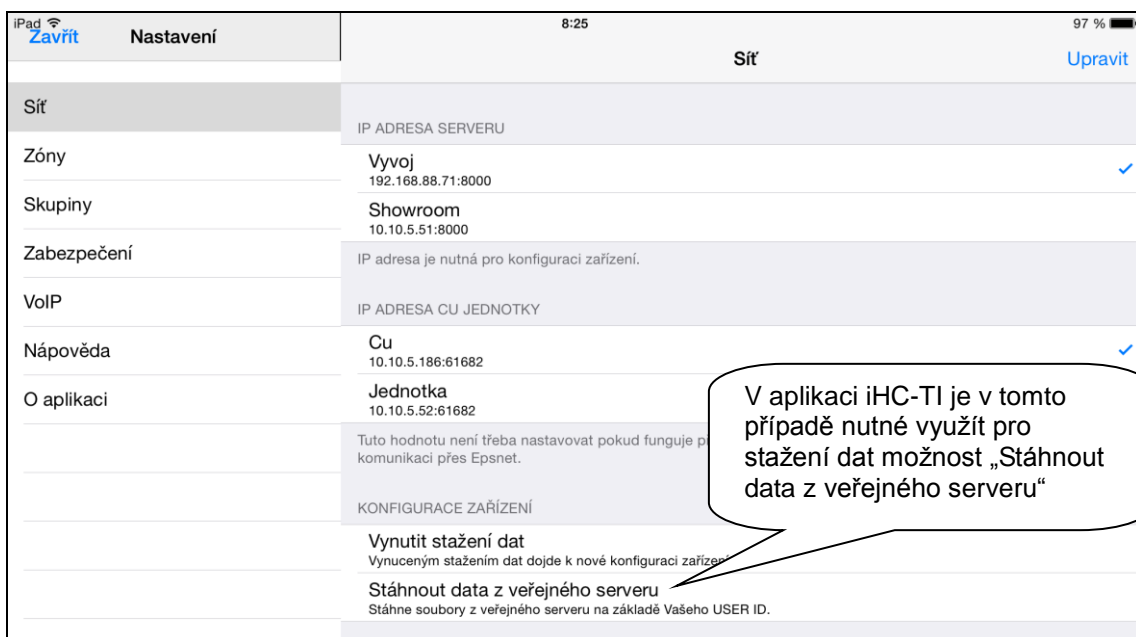 iPad
8:25
97 %
Zavřít
Nastavení
Síť
Upravit
Síť
Zóny
Skupiny
Zabezpečení
VoIP
Nápověda
O aplikaci
IP ADRESA SERVERU
Vyvoj
192.168.88.71:8000
Showroom
10.10.5.51:8000
IP adresa je nutná pro konfiguraci zařízení.
IP ADRESA CU JEDNOTKY
Cu
10.10.5.186:61682
Jednotka
10.10.5.52:61682
Tuto hodnotu není třeba nastavovat pokud funguje
komunikaci přes Epsnet.
KONFIGURACE ZAŘÍZENÍ
Vynutit stažení dat
Vynuceným stažením dat dojde k nové konfiguraci
Stáhnout data z veřejného serveru
Stáhne soubory z veřejného serveru na základě Vašeho USER ID.
V aplikaci iHC-TI je v tomto
případě nutné využít pro
stažení dat možnost „Stáhnout
data z veřejného serveru“